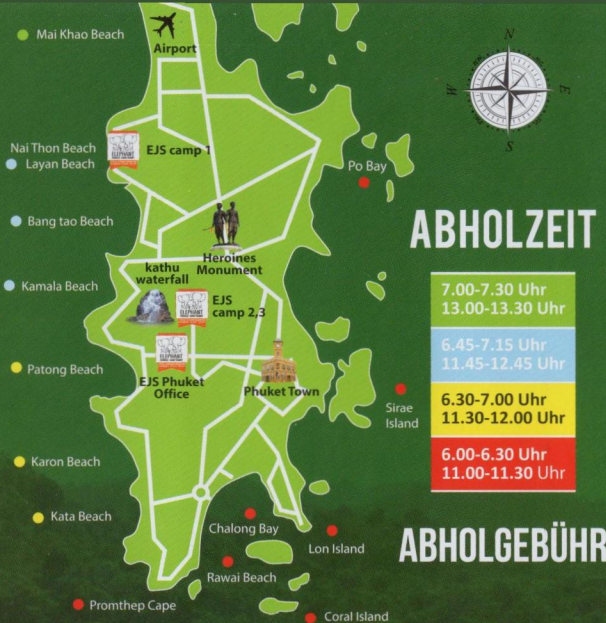 Mai Khao Beach
Airport
N
W
E
S
Nai Thon Beach
Layan Beach
ELEPHANT
EJS camp 1
Po Bay
Bang tao Beach
ABHOLZEIT
Heroines
Monument
kathu
waterfall
Kamala Beach
ELEPHANT
EJS
camp 2,3
7.00-7.30 Uhr
13.00-13.30 Uhr
6.45-7.15 Uhr
11.45-12.45 Uhr
6.30-7.00 Uhr
11.30-12.00 Uhr
6.00-6.30 Uhr
11.00-11.30 Uhr
ELEPHANT
Patong Beach
EJS Phuket
Office
Phuket Town
Sirae
Island
Karon Beach
Kata Beach
Chalong Bay
Lon Island
ABHOLGEBÜHR
Rawai Beach
Promthep Cape
Coral Island